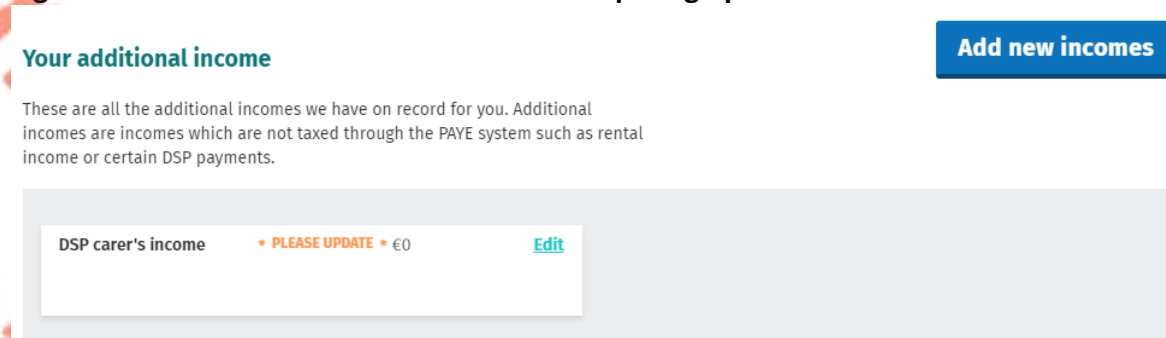 Your additional income
Add new incomes
These are all the additional incomes we have on record for you. Additional
incomes are incomes which are not taxed through the PAYE system such as rental
income or certain DSP payments.
DSP carer's income * PLEASE UPDATE * €0 Edit